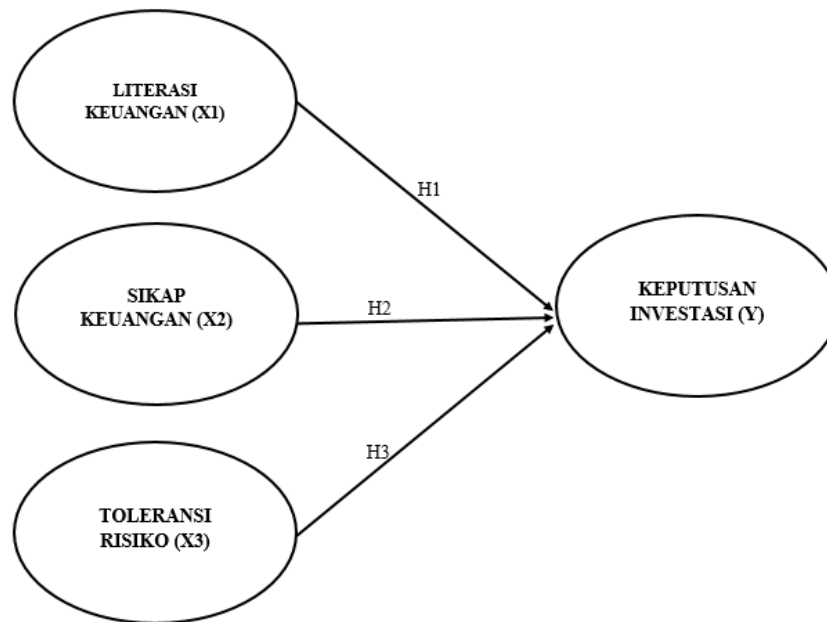 LITERASI
KEUANGAN (X1)
H1
SIKAP
KEUANGAN (X2)
H2
KEPUTUSAN
INVESTASI (Y)
H3
TOLERANSI
RISIKO (X3)